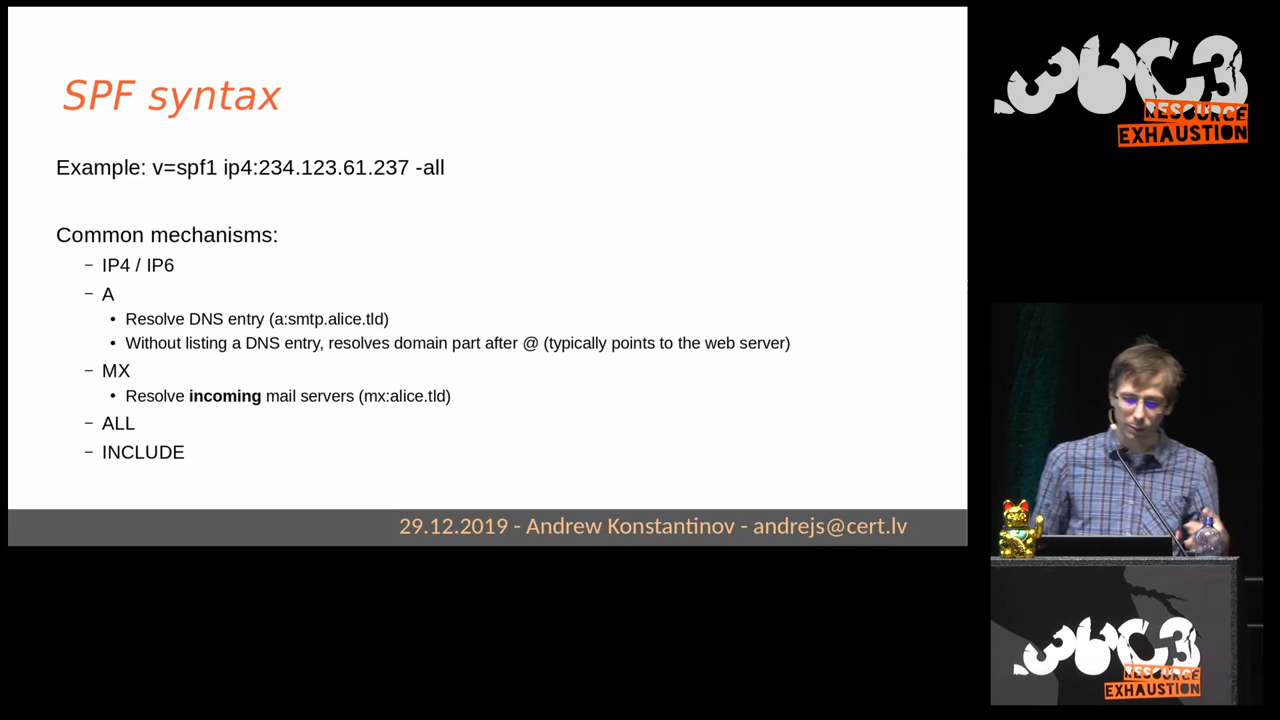 SPF syntax
Example: v=spf1 ip4:234.123.61.237 -all
Common mechanisms:
– IP4 / IP6
– A
• Resolve DNS entry (a:smtp.alice.tld)
• Without listing a DNS entry, resolves domain part after @ (typically points to the web server)
– MX
• Resolve incoming mail servers (mx:alice.tld)
– ALL
– INCLUDE
29.12.2019 - Andrew Konstantinov - andrejs@cert.lv
36C3
RESOURCE
EXHAUSTION
36C3
RESOURCE
EXHAUSTION